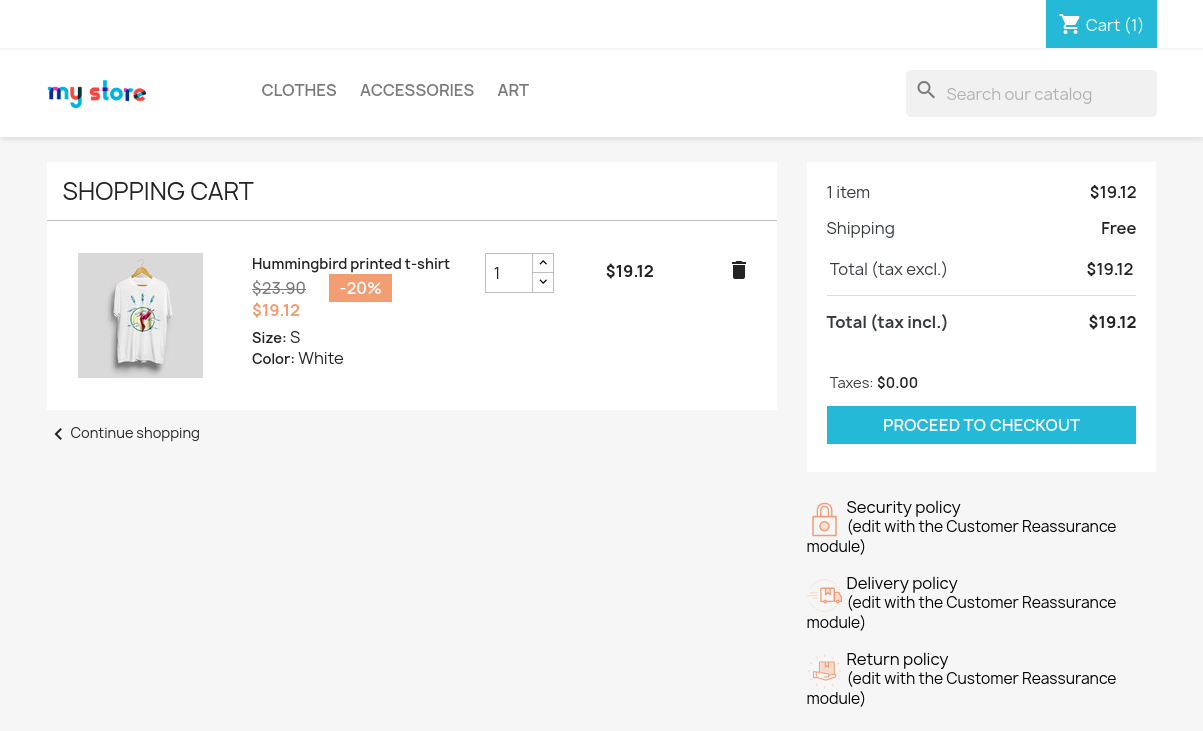 Cart (1)
my store
CLOTHES ACCESSORIES ART
Search our catalog
SHOPPING CART
Hummingbird printed t-shirt
$23.90 -20%
$19.12
Size: S
Color: White
1
$19.12
Continue shopping
1 item $19.12
Shipping Free
Total (tax excl.) $19.12
Total (tax incl.) $19.12
Taxes: $0.00
PROCEED TO CHECKOUT
Security policy
(edit with the Customer Reassurance
module)
Delivery policy
(edit with the Customer Reassurance
module)
Return policy
(edit with the Customer Reassurance
module)